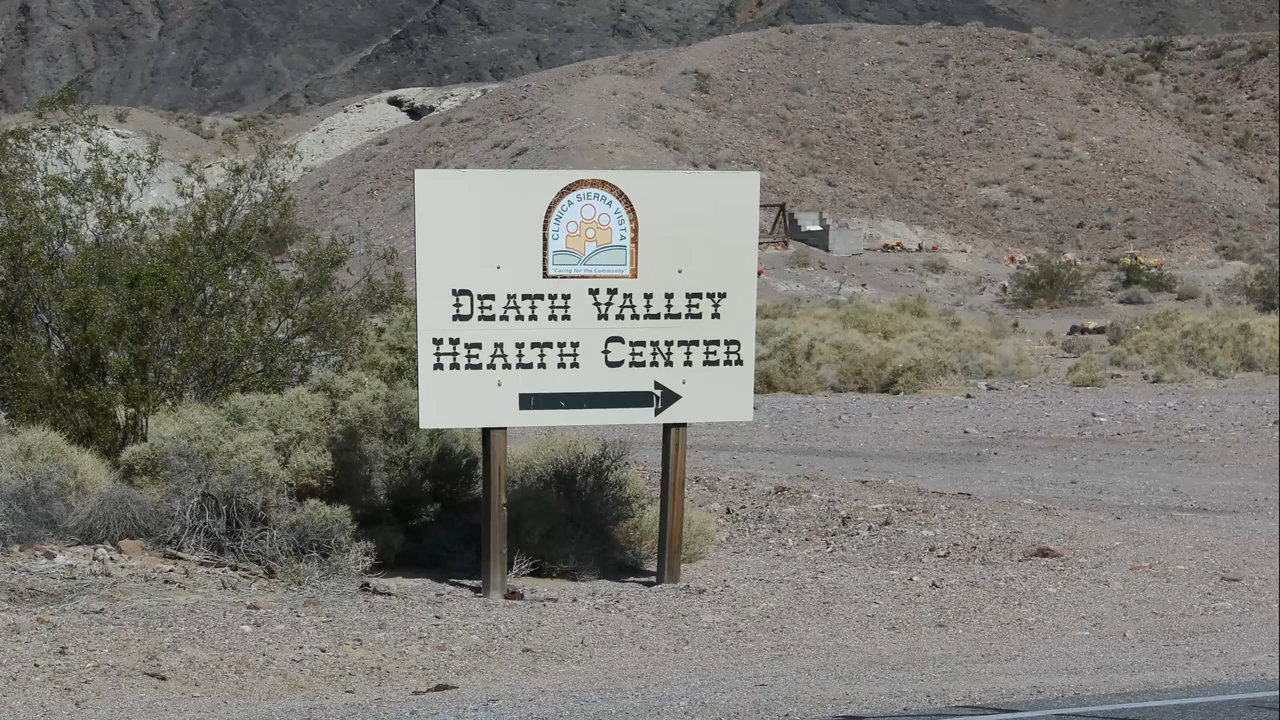 CLINICA SIERRA VISTA
"Caring for the Community"
DEATH VALLEY
HEALTH CENTER